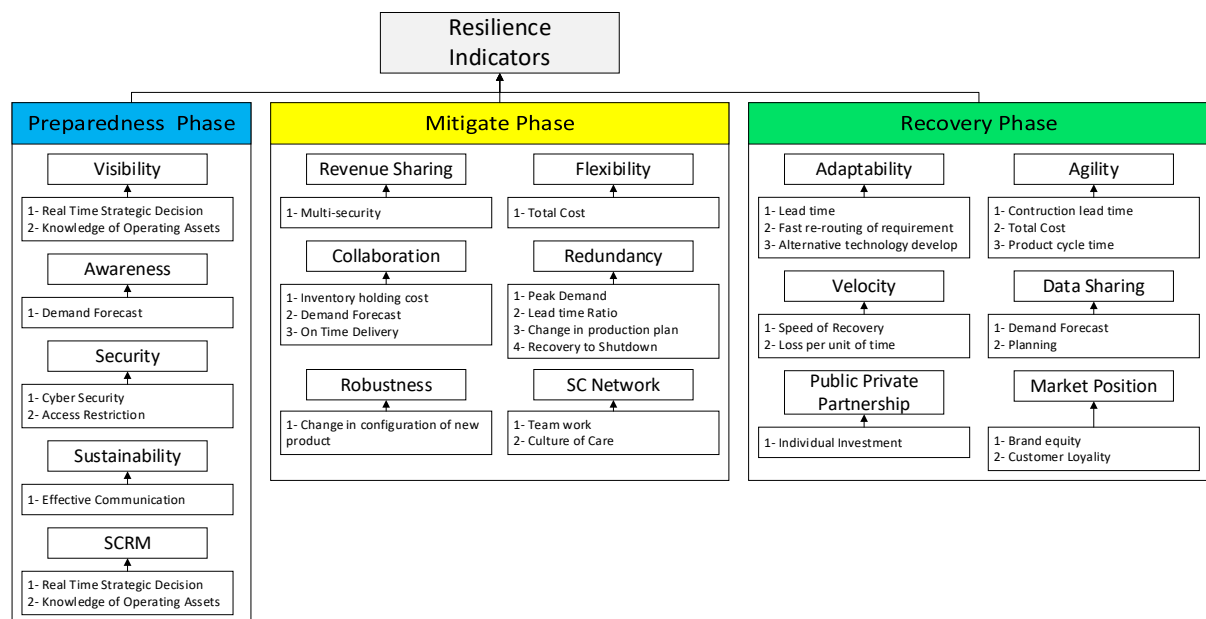 Resilience
Indicators
Preparedness Phase
Visibility
1- Real Time Strategic Decision
2- Knowledge of Operating Assets
Awareness
1- Demand Forecast
Security
1- Cyber Security
2- Access Restriction
Sustainability
1- Effective Communication
SCRM
1- Real Time Strategic Decision
2- Knowledge of Operating Assets
Mitigate Phase
Revenue Sharing
1- Multi-security
Flexibility
1- Total Cost
Collaboration
1- Inventory holding cost
2- Demand Forecast
3- On Time Delivery
Redundancy
1- Peak Demand
2- Lead time Ratio
3- Change in production plan
4- Recovery to Shutdown
Robustness
1- Change in configuration of new
product
SC Network
1- Team work
2- Culture of Care
Recovery Phase
Adaptability
1- Lead time
2- Fast re-routing of requirement
3- Alternative technology develop
Agility
1- Contruction lead time
2- Total Cost
3- Product cycle time
Velocity
1- Speed of Recovery
2- Loss per unit of time
Data Sharing
1- Demand Forecast
2- Planning
Public Private
Partnership
1- Individual Investment
Market Position
1- Brand equity
2- Customer Loyality